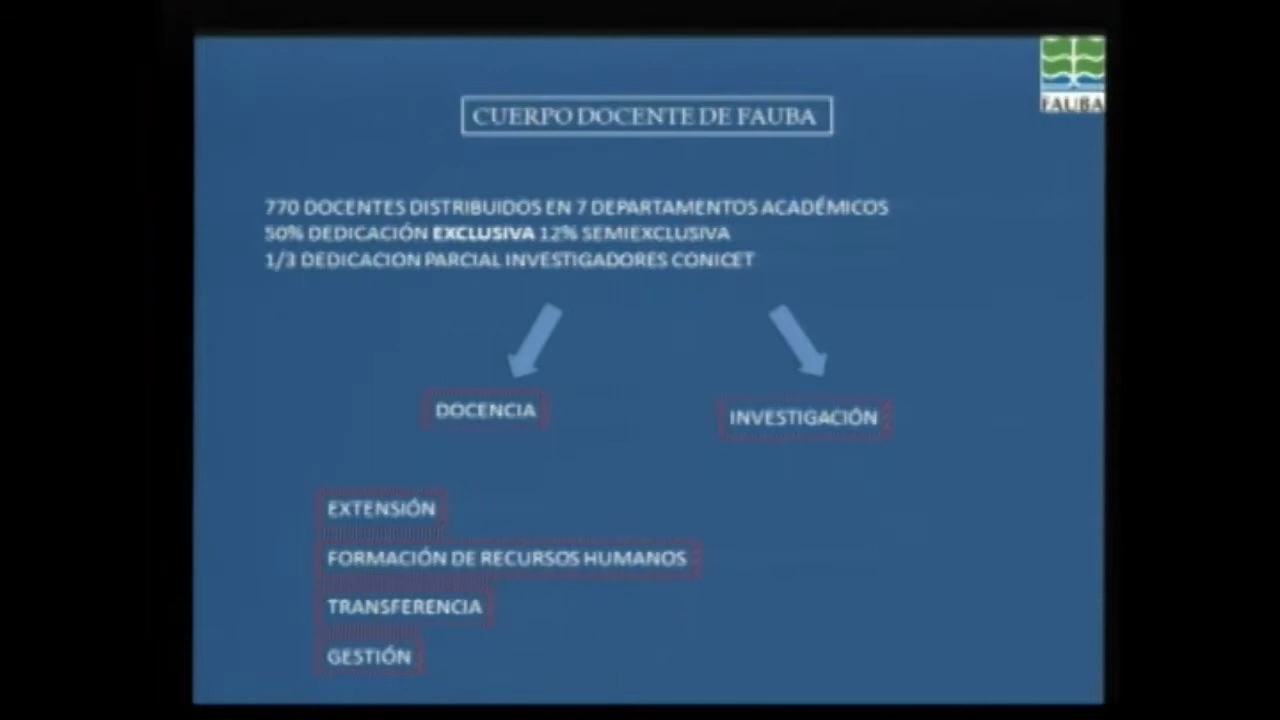 FAUBA
CUERPO DOCENTE DE FAUBA
770 DOCENTES DISTRIBUIDOS EN 7 DEPARTAMENTOS ACADÉMICOS
50% DEDICACIÓN EXCLUSIVA 12% SEMIEXCLUSIVA
1/3 DEDICACION PARCIAL INVESTIGADORES CONICET
DOCENCIA
INVESTIGACIÓN
EXTENSIÓN
FORMACIÓN DE RECURSOS HUMANOS
TRANSFERENCIA
GESTIÓN